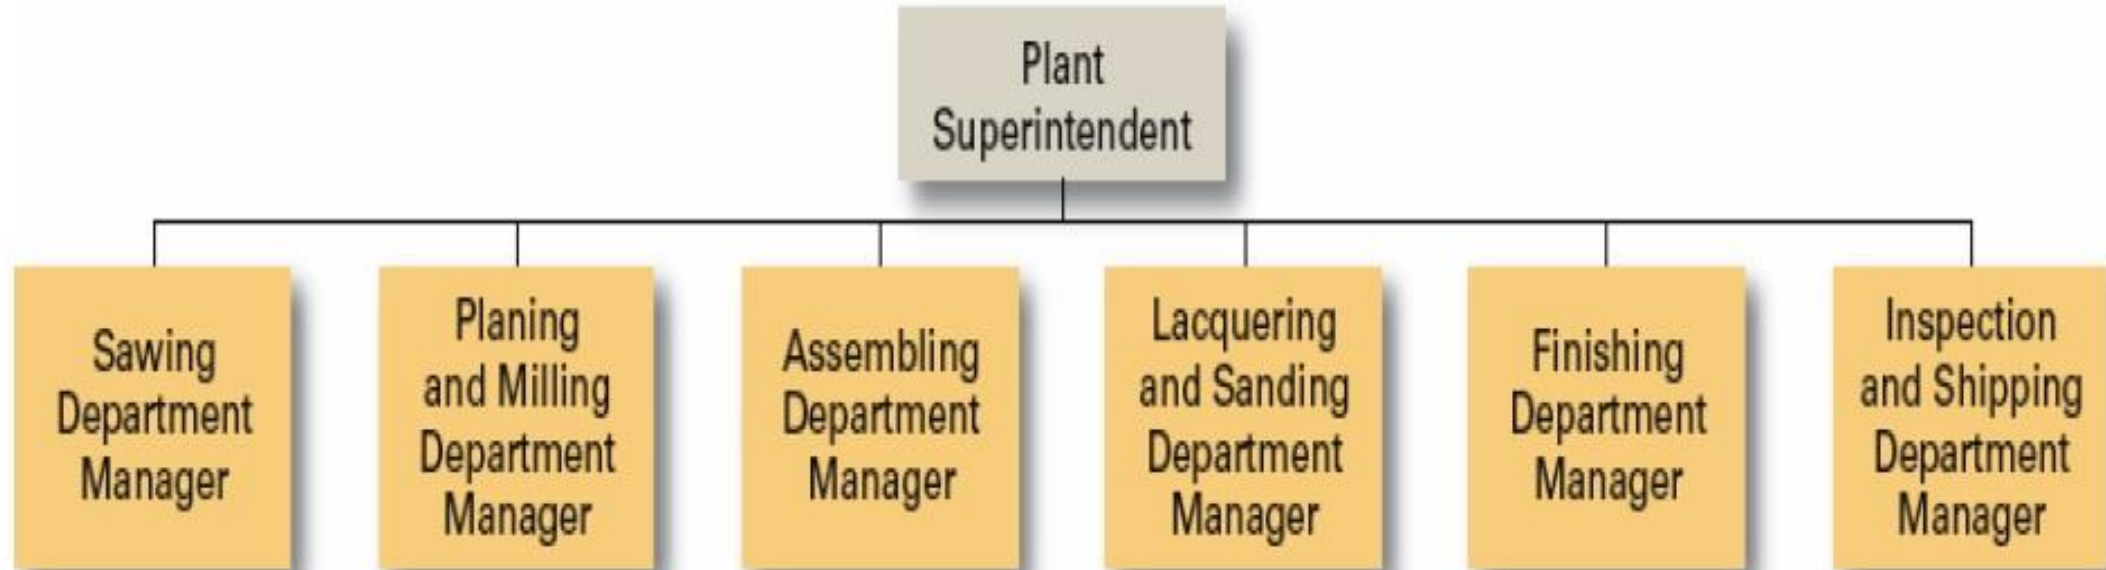 Plant
Superintendent
Sawing
Department
Manager
Planing
and Milling
Department
Manager
Assembling
Department
Manager
Lacquering
and Sanding
Department
Manager
Finishing
Department
Manager
Inspection
and Shipping
Department
Manager